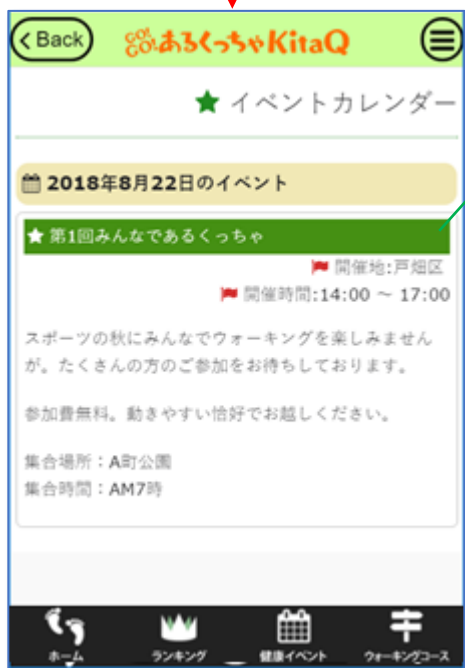 Back
GO! GO! あるくっちゃKitaQ
イベントカレンダー
2018年8月22日のイベント
第1回みんなであるくっちゃ
開催地:戸畑区
開催時間:14:00 ～ 17:00
スポーツの秋にみんなでウォーキングを楽しみません
が。たくさんの方のご参加をお待ちしております。
参加費無料。動きやすい恰好でお越しください。
集合場所：A町公園
集合時間：AM7時
ホーム ランキング 健康イベント ウォーキングコース